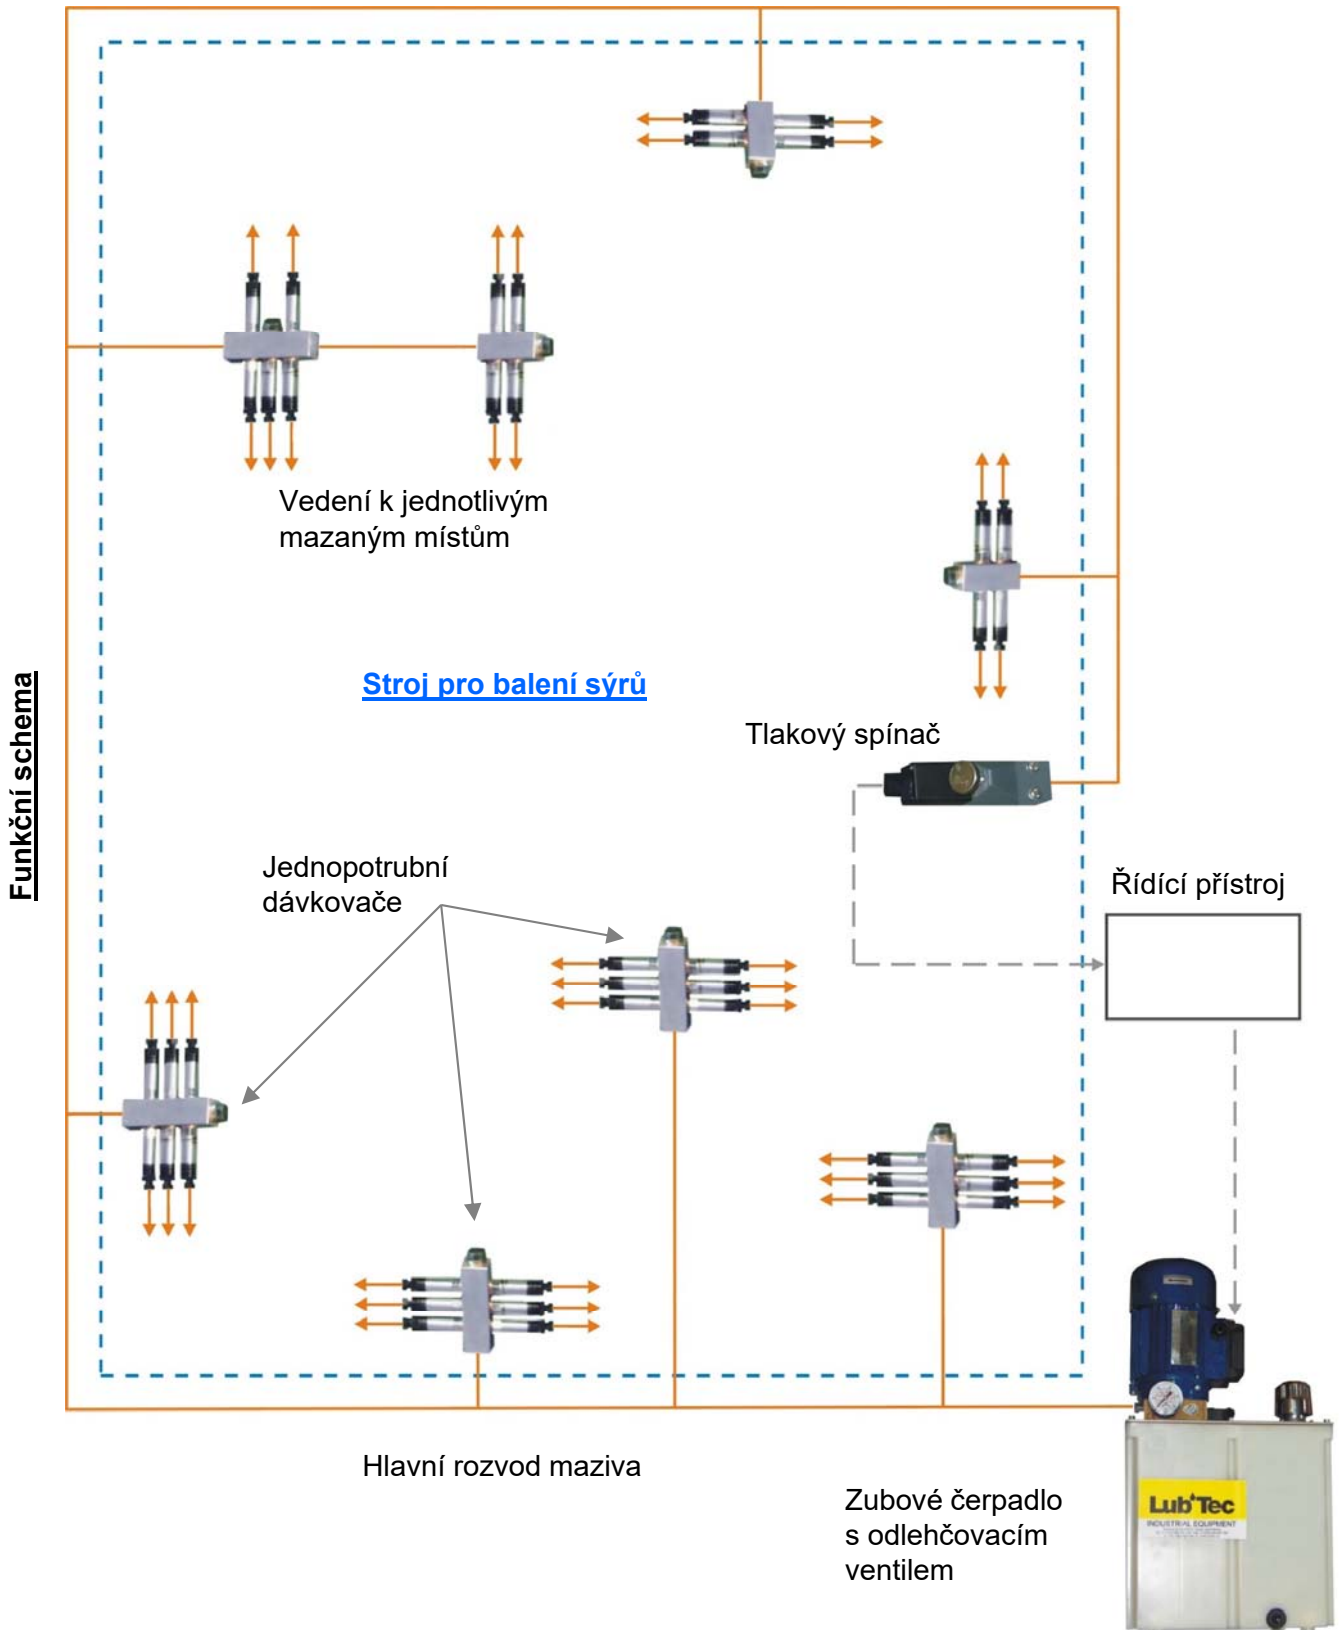 Vedení k jednotlivým
mazaným místům
Funkční schema
Stroj pro balení sýrů
Tlakový spínač
Jednopotrubní
dávkovače
Řídící přístroj
Hlavní rozvod maziva
Zubové čerpadlo
s odlehčovacím
ventilem
Lub'Tec
INDUSTRIAL EQUIPMENT